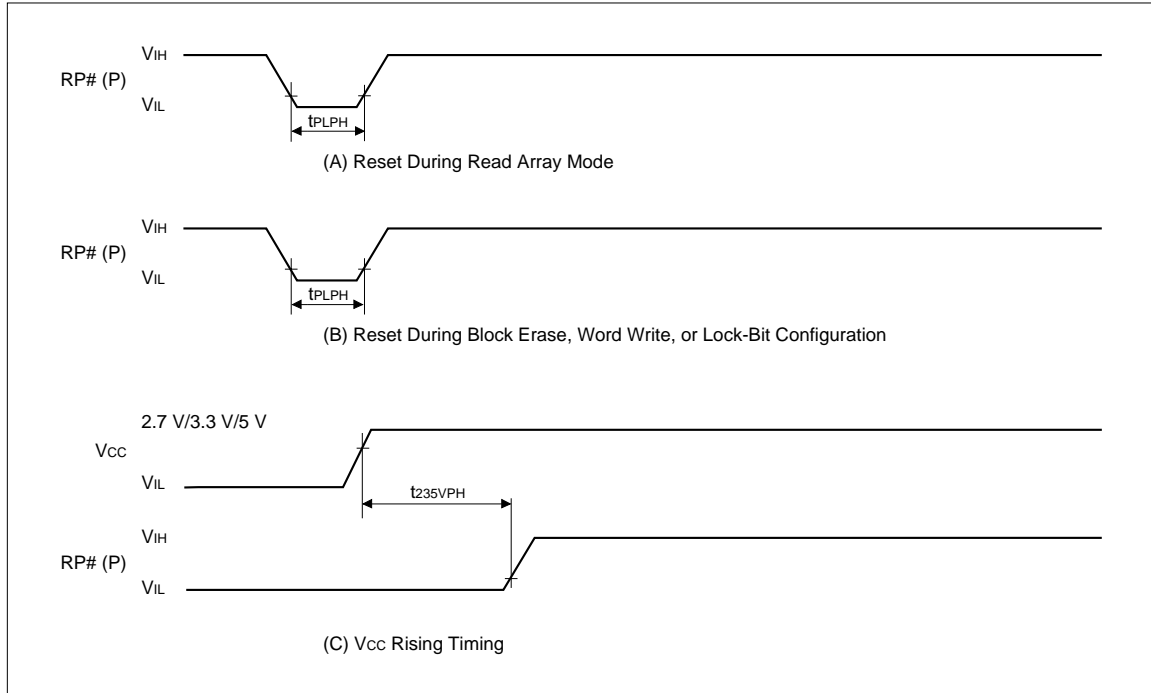 VIH
RP# (P)
VIL
tPLPH
(A) Reset During Read Array Mode
VIH
RP# (P)
VIL
tPLPH
(B) Reset During Block Erase, Word Write, or Lock-Bit Configuration
2.7 V/3.3 V/5 V
VCC
VIL
t235VPH
VIH
RP# (P)
VIL
(C) VCC Rising Timing